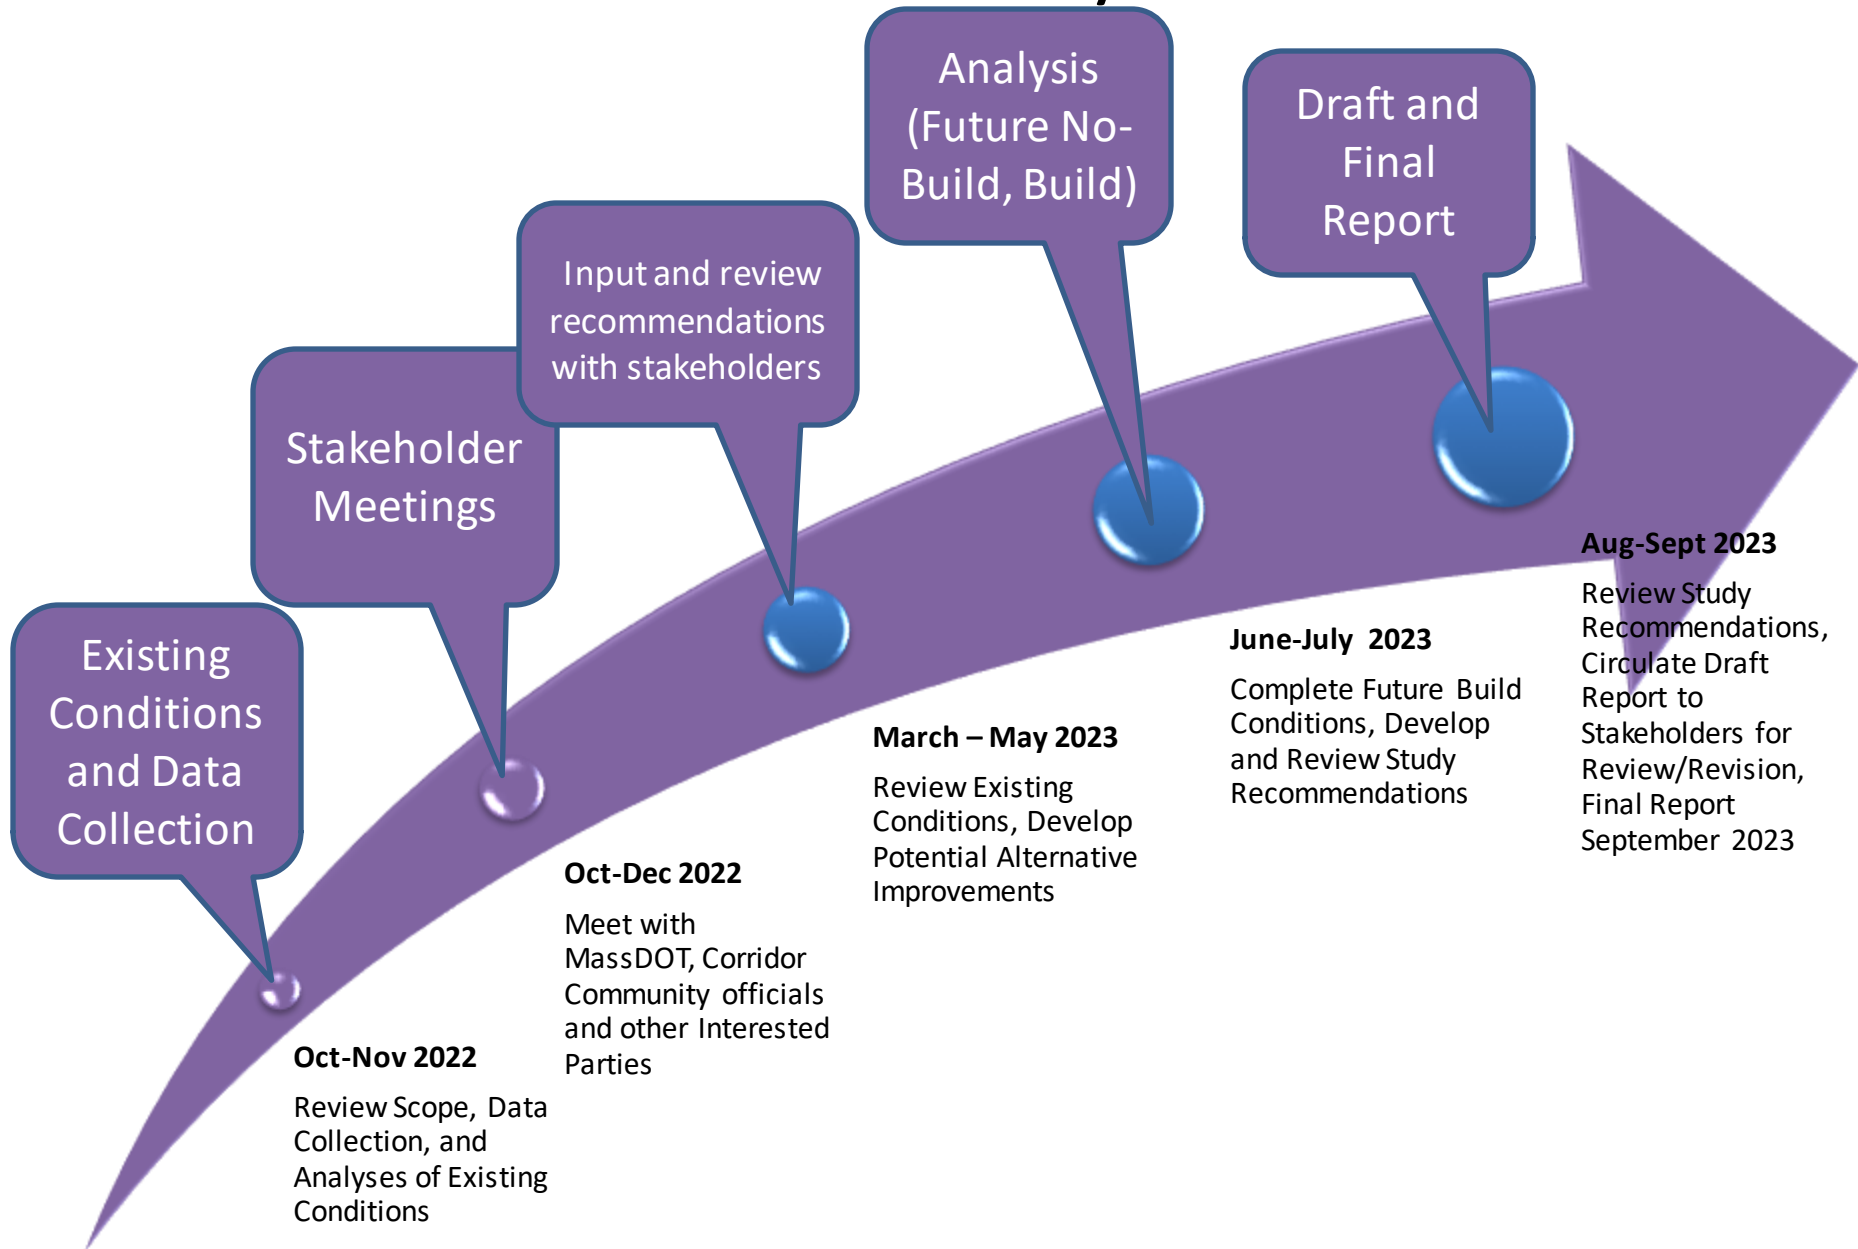 Existing
Conditions
and Data
Collection
Stakeholder
Meetings
Input and review
recommendations
with stakeholders
Analysis
(Future No-
Build, Build)
Draft and
Final
Report
Oct-Nov 2022
Review Scope, Data
Collection, and
Analyses of Existing
Conditions
Oct-Dec 2022
Meet with
MassDOT, Corridor
Community officials
and other Interested
Parties
March – May 2023
Review Existing
Conditions, Develop
Potential Alternative
Improvements
June-July 2023
Complete Future Build
Conditions, Develop
and Review Study
Recommendations
Aug-Sept 2023
Review Study
Recommendations,
Circulate Draft
Report to
Stakeholders for
Review/Revision,
Final Report
September 2023